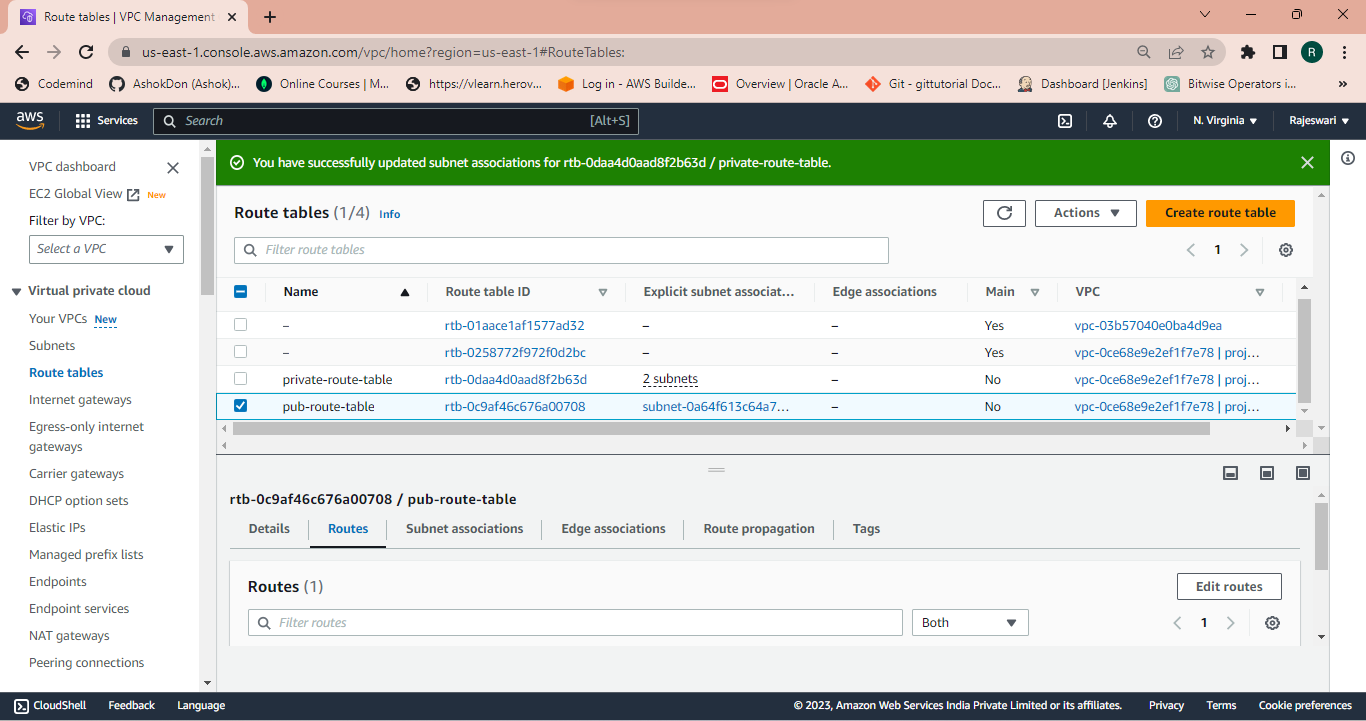 Route tables | VPC Management
us-east-1.console.aws.amazon.com/vpc/home?region=us-east-1#RouteTables:
R
Codemind
AshokDon (Ashok)...
Online Courses | M...
https://vlearn.herov...
Log in - AWS Builde...
Overview | Oracle A...
Git - gittutorial Doc...
Dashboard [Jenkins]
Bitwise Operators i...
aws
Services
Search
[Alt+S]
N. Virginia
Rajeswari
VPC dashboard
EC2 Global View New
Filter by VPC:
Select a VPC
Virtual private cloud
Your VPCs New
Subnets
Route tables
Internet gateways
Egress-only internet
gateways
Carrier gateways
DHCP option sets
Elastic IPs
Managed prefix lists
Endpoints
Endpoint services
NAT gateways
Peering connections
You have successfully updated subnet associations for rtb-0daa4d0aad8f2b63d / private-route-table.
Route tables (1/4) Info
Actions
Create route table
Filter route tables
1
Name Route table ID Explicit subnet associat... Edge associations Main VPC
– rtb-01aace1af1577ad32 – – Yes vpc-03b57040e0ba4d9ea
– rtb-0258772f972f0d2bc – – Yes vpc-0ce68e9e2ef1f7e78 | proj...
private-route-table rtb-0daa4d0aad8f2b63d 2 subnets – No vpc-0ce68e9e2ef1f7e78 | proj...
pub-route-table rtb-0c9af46c676a00708 subnet-0a64f613c64a7... – No vpc-0ce68e9e2ef1f7e78 | proj...
rtb-0c9af46c676a00708 / pub-route-table
Details Routes Subnet associations Edge associations Route propagation Tags
Routes (1)
Edit routes
Filter routes
Both
1
CloudShell Feedback Language
© 2023, Amazon Web Services India Private Limited or its affiliates. Privacy Terms Cookie preferences